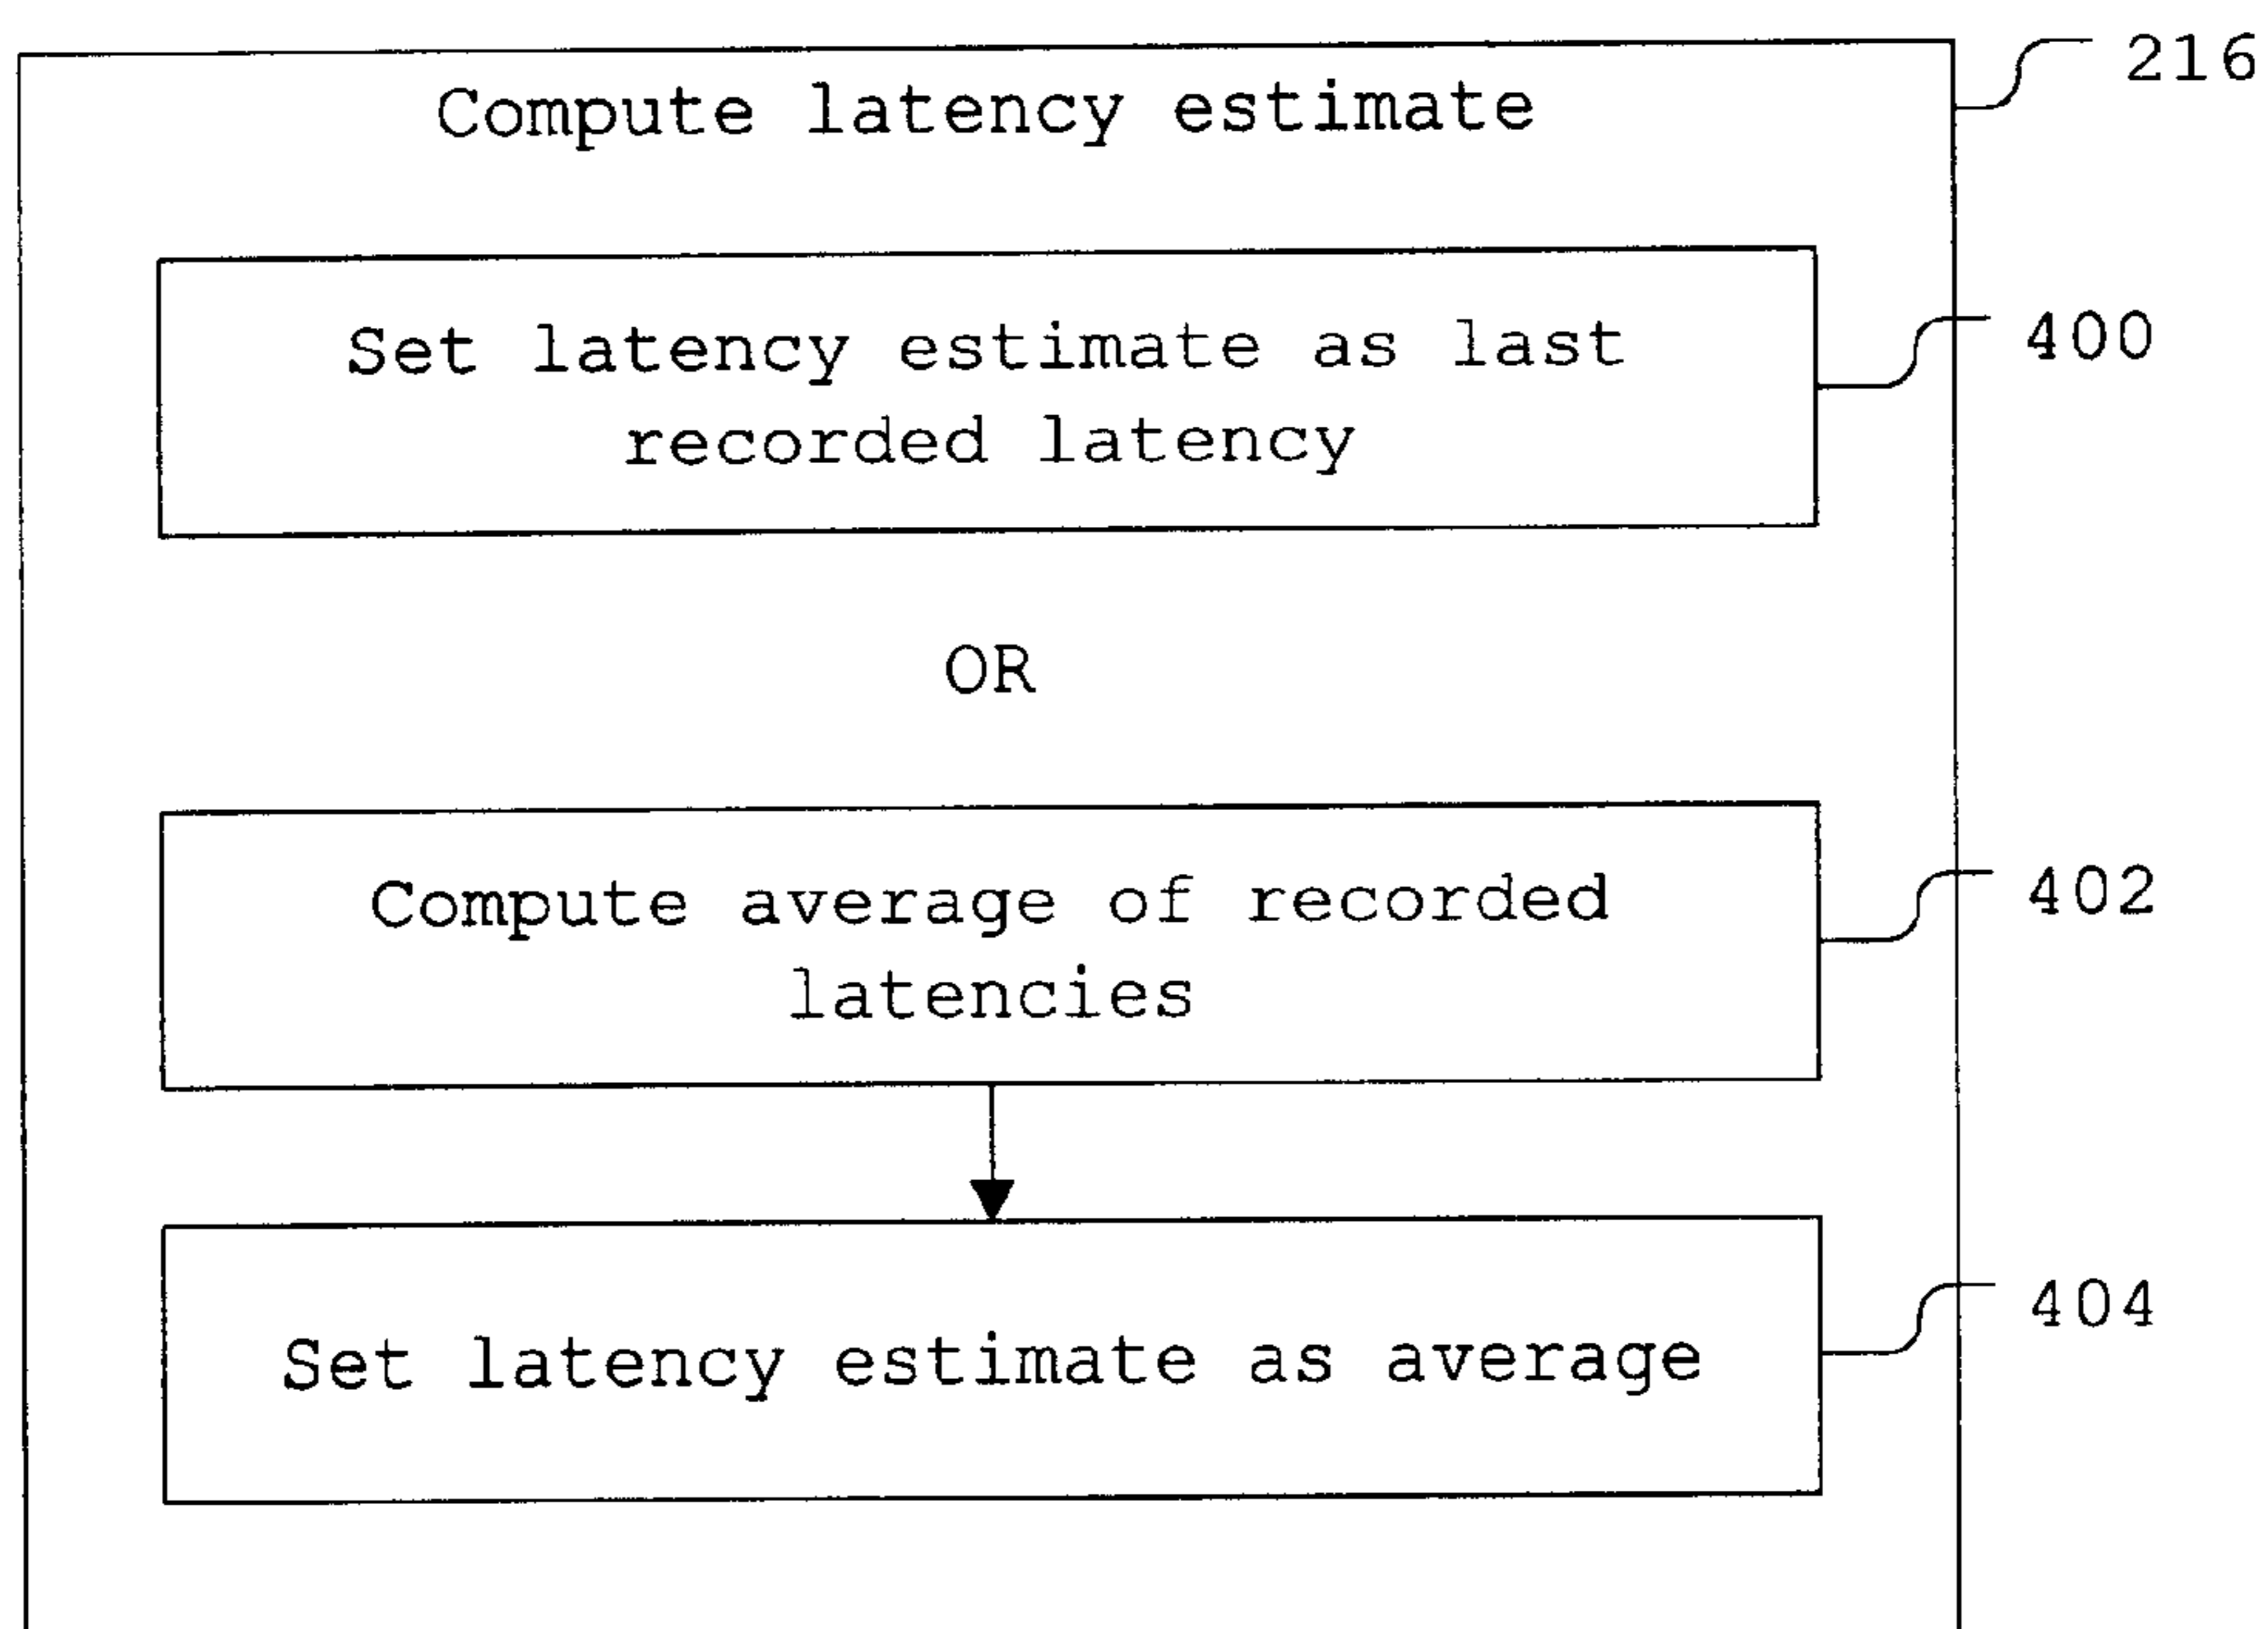 216
Compute latency estimate
Set latency estimate as last
recorded latency
400
OR
Compute average of recorded
latencies
402
Set latency estimate as average
404